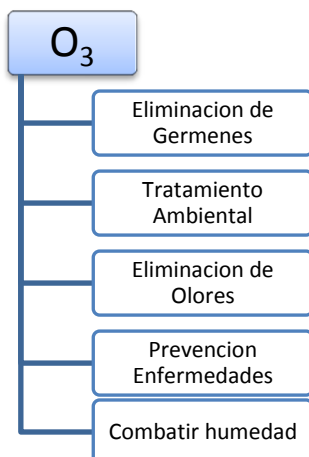 O₃
Eliminacion de
Germenes
Tratamiento
Ambiental
Eliminacion de
Olores
Prevencion
Enfermedades
Combatir humedad